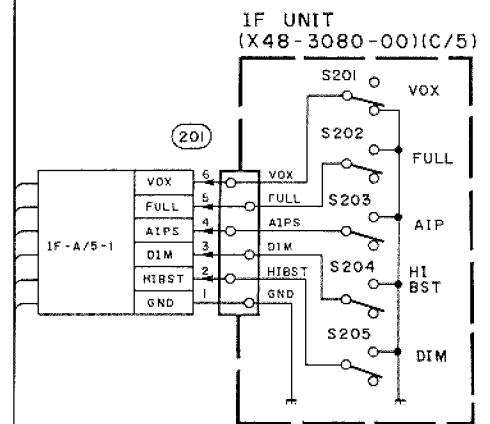 IF UNIT
(X48-3080-00)(C/5)
S201
VOX
201
S202
FULL
6
VOX
VOX
S203
5
FULL
FULL
AIP
4
AIPS
AIPS
IF-A/5-1
3
DIM
DIM
S204
HI
BST
2
HIBST
HIBST
1
GND
GND
S205
DIM